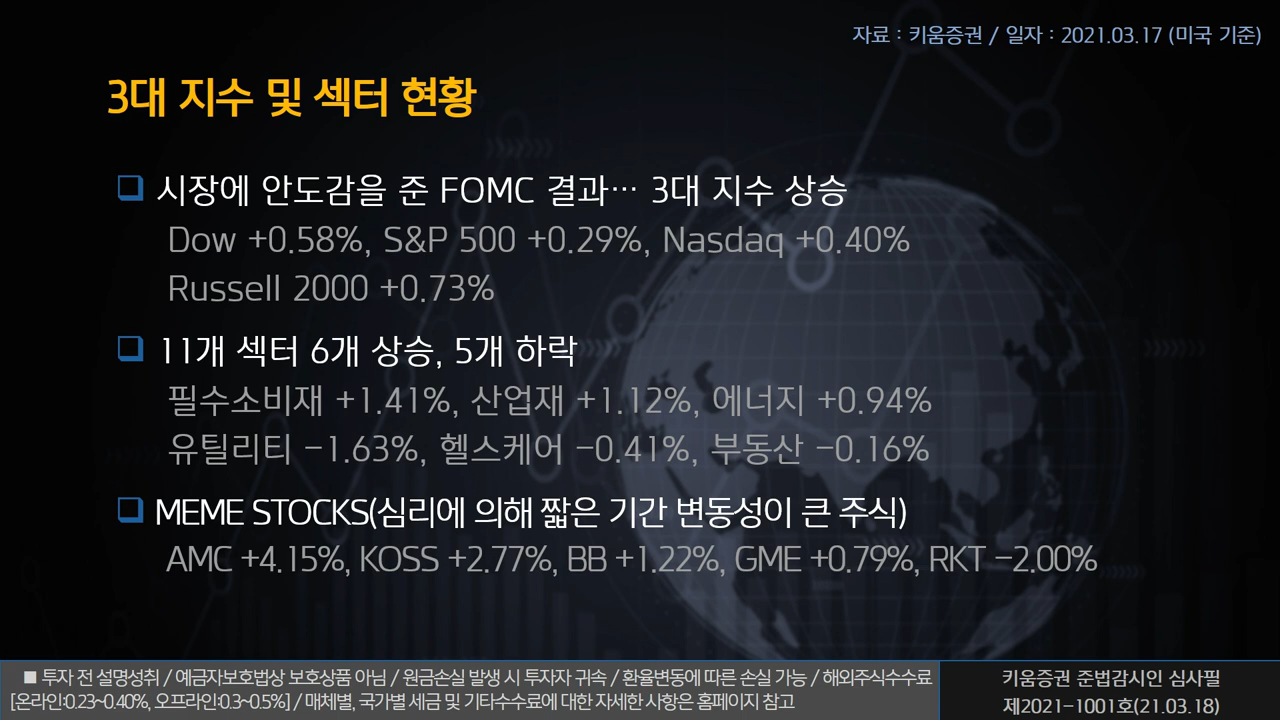 자료 : 키움증권 / 일자 : 2021.03.17 (미국 기준)
3대 지수 및 섹터 현황
❑ 시장에 안도감을 준 FOMC 결과… 3대 지수 상승
Dow +0.58%, S&P 500 +0.29%, Nasdaq +0.40%
Russell 2000 +0.73%
❑ 11개 섹터 6개 상승, 5개 하락
필수소비재 +1.41%, 산업재 +1.12%, 에너지 +0.94%
유틸리티 -1.63%, 헬스케어 -0.41%, 부동산 -0.16%
❑ MEME STOCKS(심리에 의해 짧은 기간 변동성이 큰 주식)
AMC +4.15%, KOSS +2.77%, BB +1.22%, GME +0.79%, RKT -2.00%
■ 투자 전 설명성취 / 예금자보호법상 보호상품 아님 / 원금손실 발생 시 투자자 귀속 / 환율변동에 따른 손실 가능 / 해외주식수수료
[온라인:0.23~0.40%, 오프라인:0.3~0.5%] / 매체별, 국가별 세금 및 기타수수료에 대한 자세한 사항은 홈페이지 참고
키움증권 준법감시인 심사필
제2021-1001호(21.03.18)